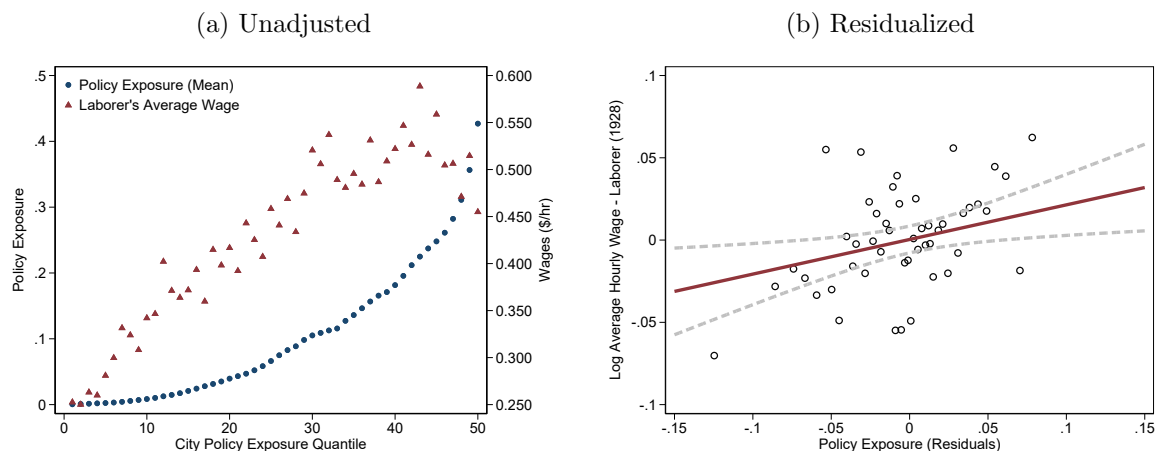 (a) Unadjusted
Policy Exposure (Mean)
Laborer's Average Wage
.5
.4
.3
.2
.1
0
Policy Exposure
0.600
0.550
0.500
0.450
0.400
0.350
0.300
0.250
Wages ($/hr)
0 10 20 30 40 50
City Policy Exposure Quantile
(b) Residualized
.1
.05
0
-.05
-.1
Log Average Hourly Wage - Laborer (1928)
-.15 -.1 -.05 0 .05 .1 .15
Policy Exposure (Residuals)